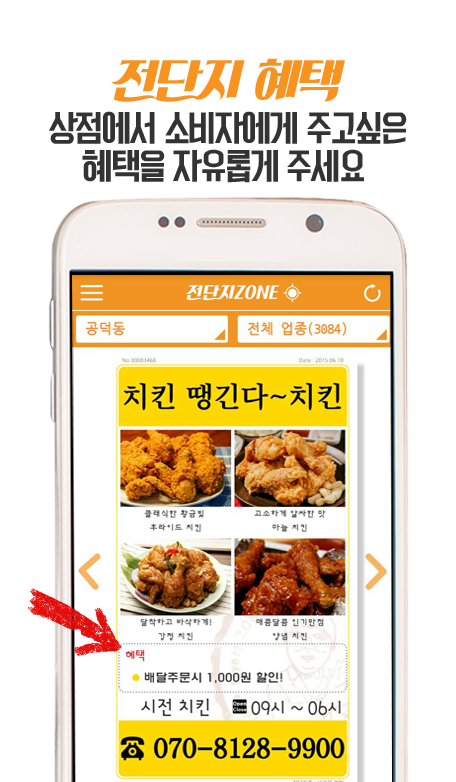 전단지 혜택
상점에서 소비자에게 주고싶은
혜택을 자유롭게 주세요
전단지ZONE
공덕동 전체 업종(3084)
No 00003468 Date : 2015.06.18
치킨 땡긴다~치킨
클래식한 황금빛 고소하게 알싸한 맛
후라이드 치킨 마늘 치킨
달착하고 바삭하게! 매콤달콤 인기만점
강정 치킨 양념 치킨
혜택
배달주문시 1,000원 할인!
시전 치킨 Open Close 09시 ~ 06시
070-8128-9900